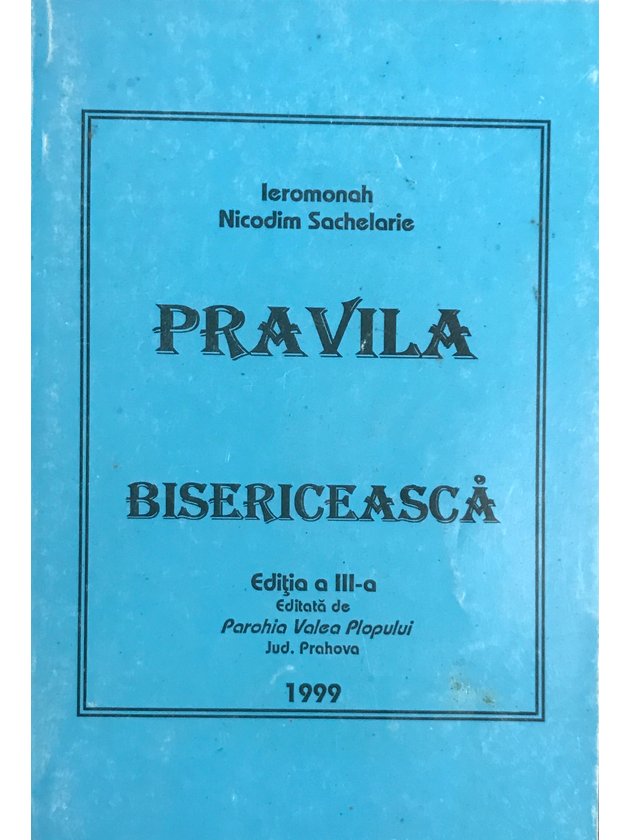 Ieromonah
Nicodim Sachelarie
PRAVILA
BISERICEASCĂ
Ediţia a III-a
Editată de
Parohia Valea Plopului
Jud. Prahova
1999